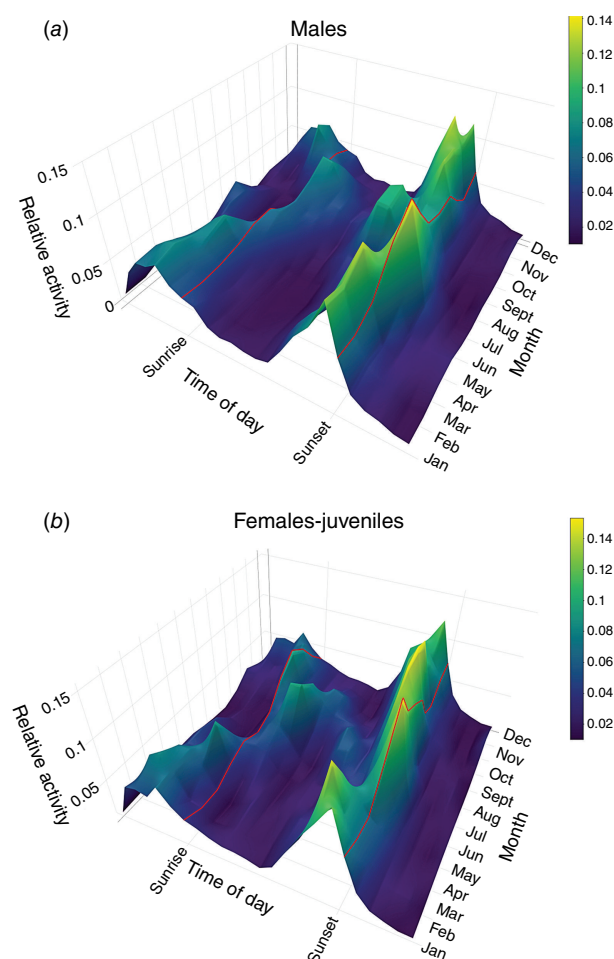 (a)
Males
0.15
0.1
0.05
0
Relative activity
Sunrise
Time of day
Sunset
Dec
Nov
Oct
Sept
Aug
Jul
Jun
May
Apr
Mar
Feb
Jan
Month
0.14
0.12
0.10
0.08
0.06
0.04
0.02
(b)
Females-juveniles
0.15
0.1
0.05
Relative activity
Sunrise
Time of day
Sunset
Dec
Nov
Oct
Sept
Aug
Jul
Jun
May
Apr
Mar
Feb
Jan
Month
0.14
0.12
0.10
0.08
0.06
0.04
0.02